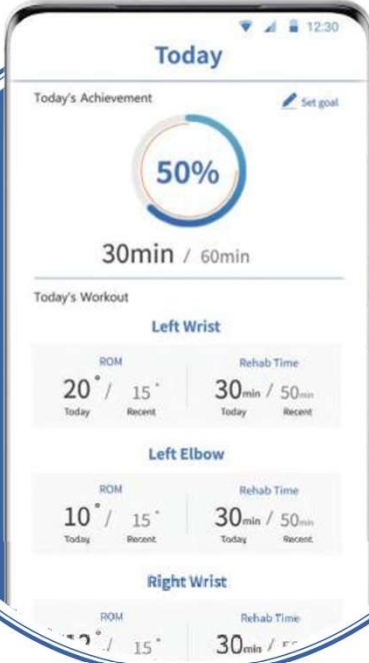 12:30
Today
Today's Achievement
Set goal
50%
30min / 60min
Today's Workout
Left Wrist
ROM Rehab Time
20° / 15° 30min / 50min
Today Recent Today Recent
Left Elbow
ROM Rehab Time
10° / 15° 30min / 50min
Today Recent Today Recent
Right Wrist
ROM Rehab Time
/ 15° 30min /